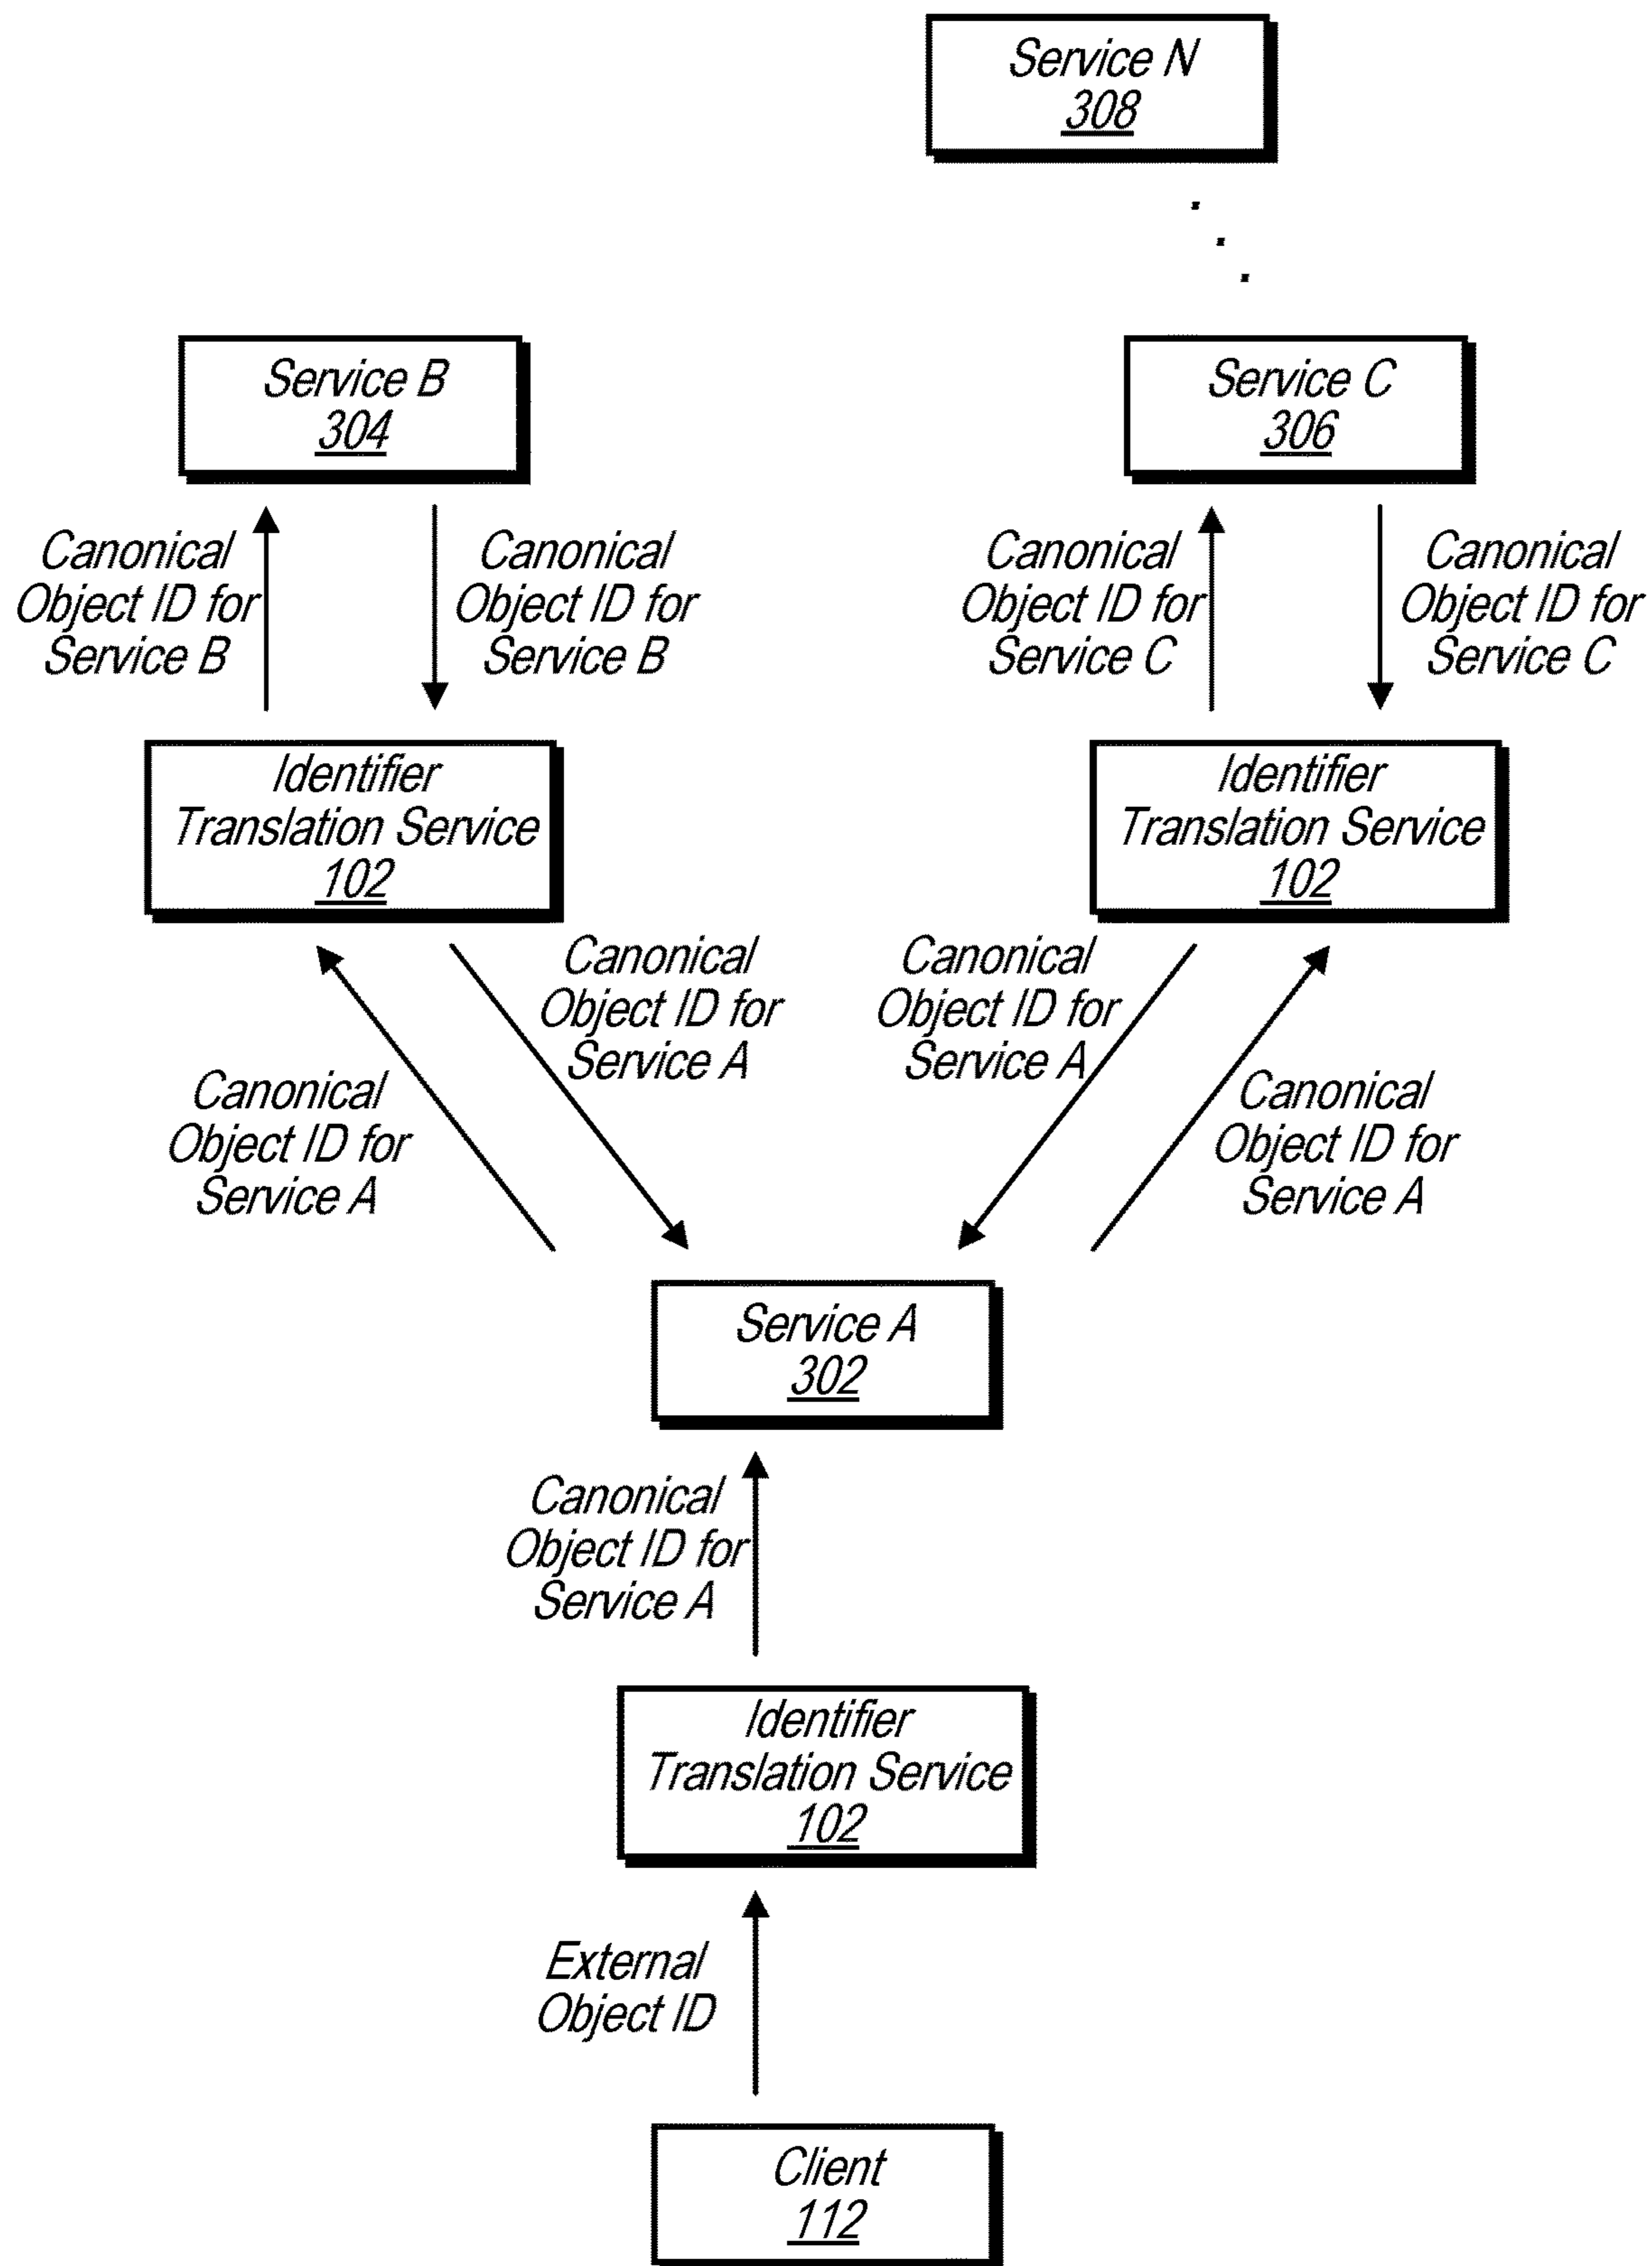 Service N
308
Service B
304
Service C
306
Canonical
Object ID for
Service B
Canonical
Object ID for
Service B
Canonical
Object ID for
Service C
Canonical
Object ID for
Service C
Identifier
Translation Service
102
Identifier
Translation Service
102
Canonical
Object ID for
Service A
Canonical
Object ID for
Service A
Canonical
Object ID for
Service A
Canonical
Object ID for
Service A
Service A
302
Canonical
Object ID for
Service A
Identifier
Translation Service
102
External
Object ID
Client
112